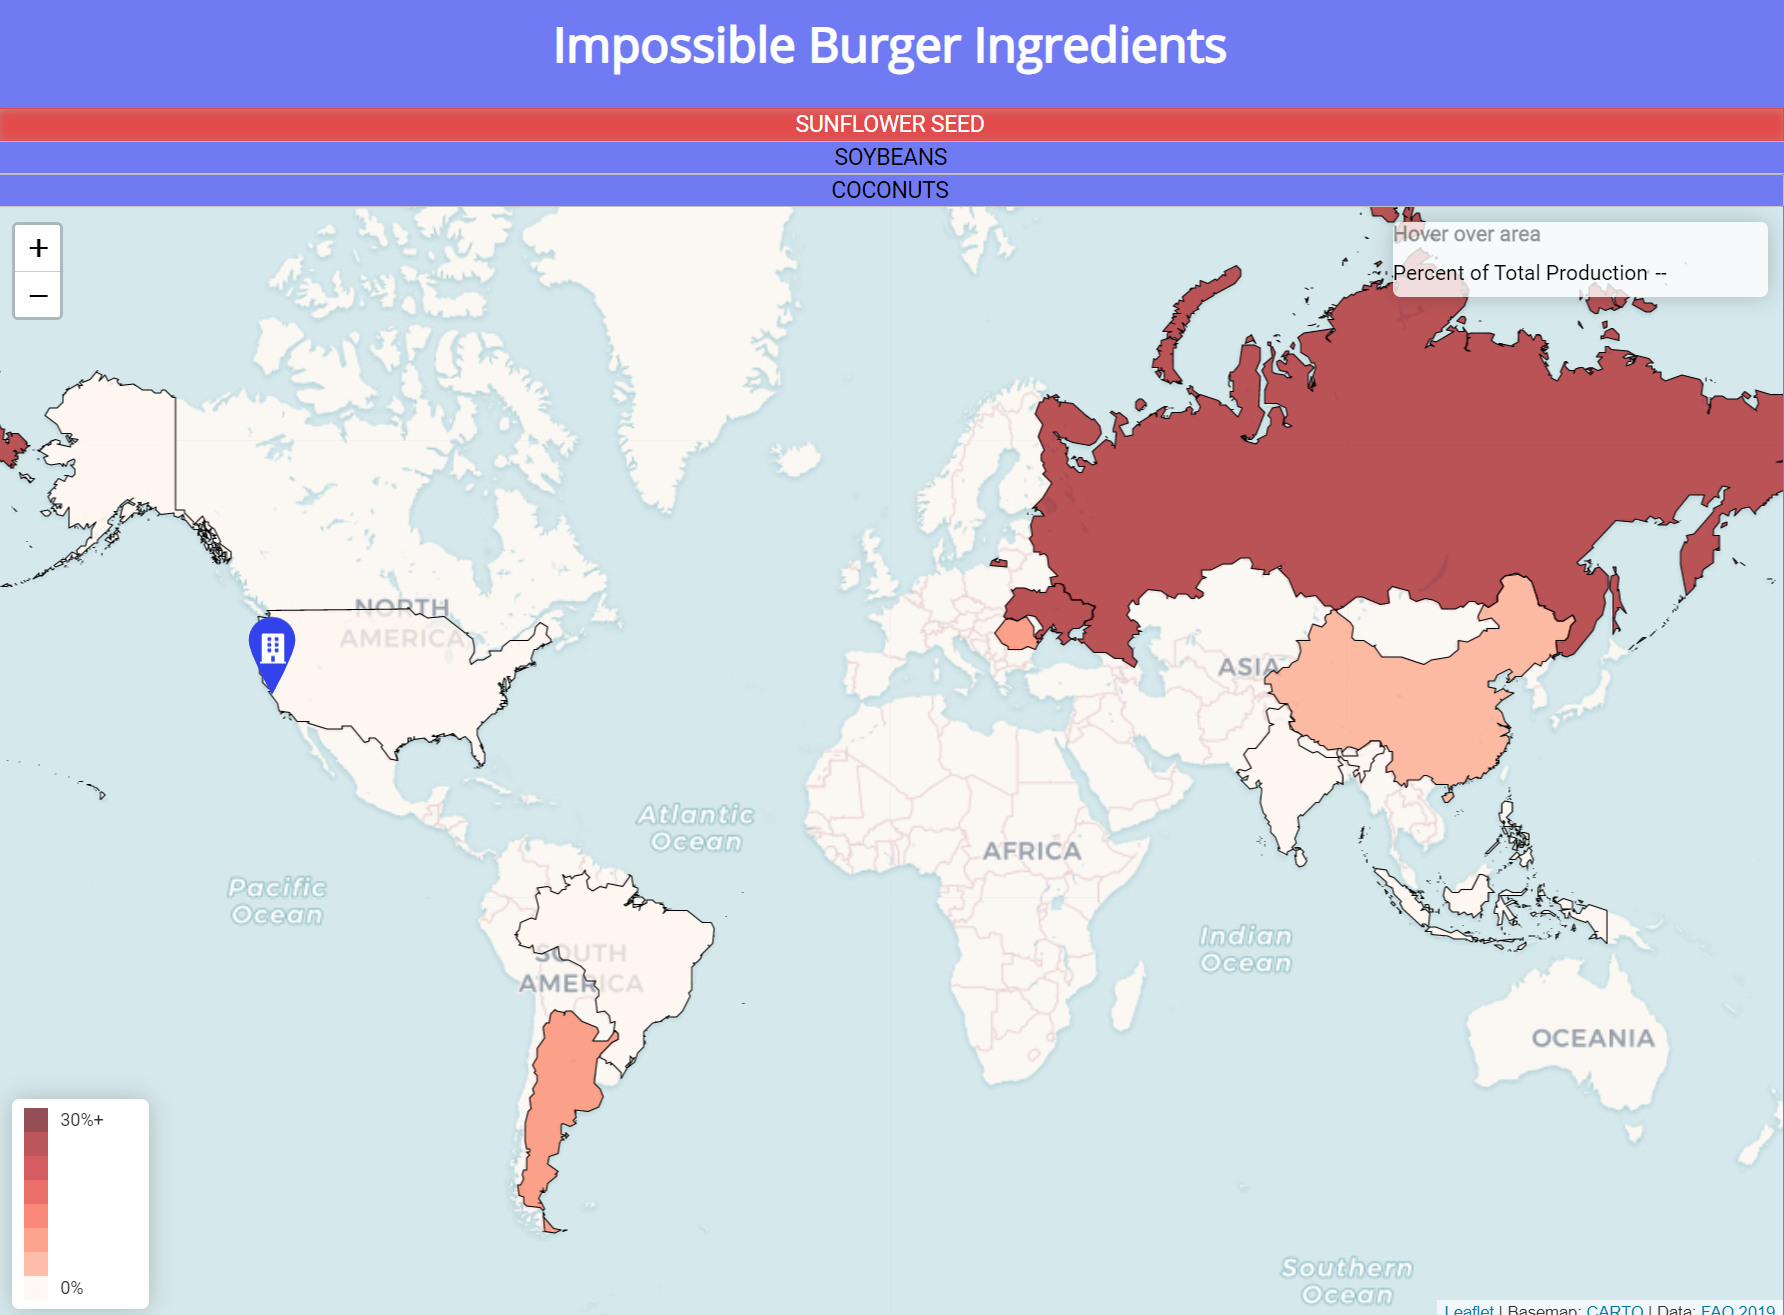 Impossible Burger Ingredients
SUNFLOWER SEED
SOYBEANS
COCONUTS
+
−
Hover over area
Percent of Total Production --
NORTH
AMERICA
ASIA
Atlantic
Ocean
AFRICA
Pacific
Ocean
Indian
Ocean
SOUTH
AMERICA
OCEANIA
30%+
0%
Southern
Ocean
Leaflet | Basemap: CARTO | Data: FAO 2019